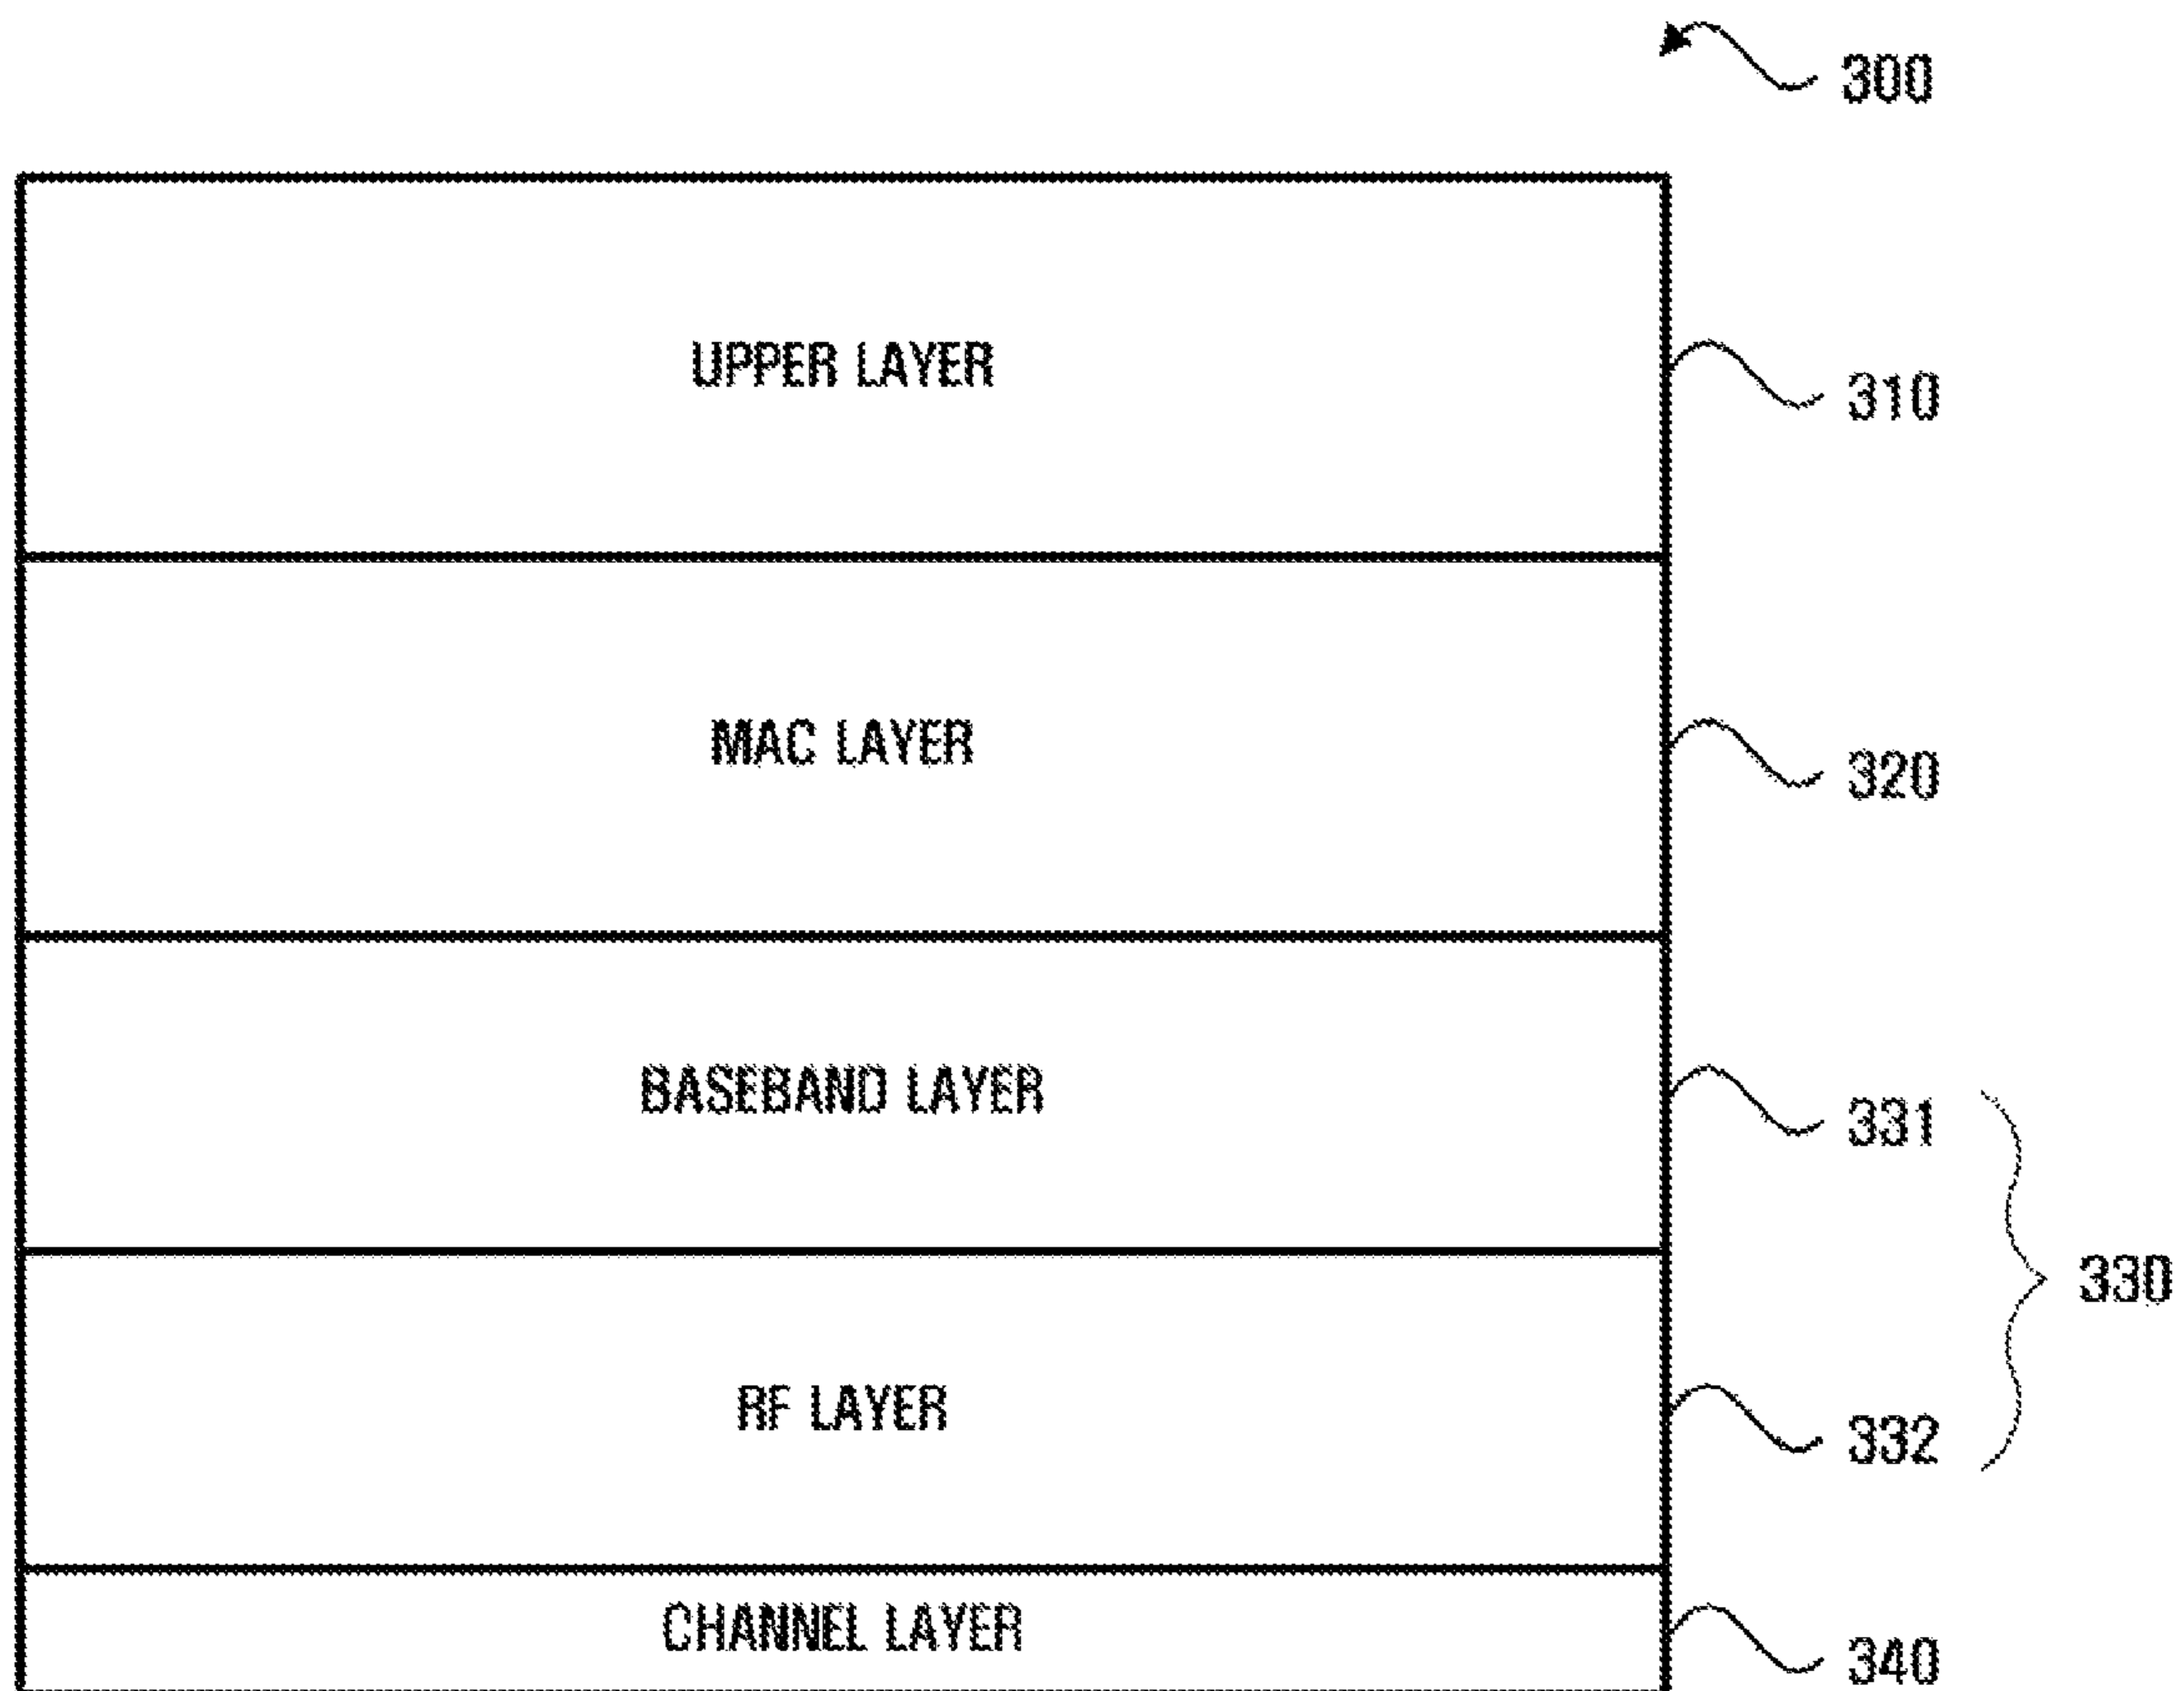 300
UPPER LAYER
310
MAC LAYER
320
BASEBAND LAYER
331
330
RF LAYER
332
CHANNEL LAYER
340